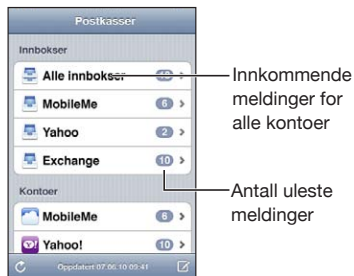 Postkasser
Innbokser
Alle innbokser 18
MobileMe 6
Yahoo 2
Exchange 10
Kontoer
MobileMe 6
Yahoo! 10
Oppdatert 07.06.10 09.41
Innkommende
meldinger for
alle kontoer
Antall uleste
meldinger